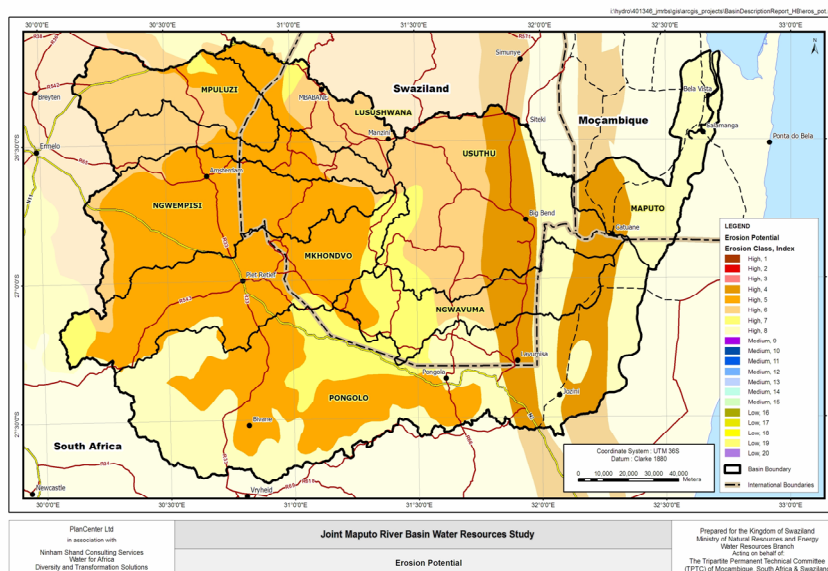 i:\hydro\401346_jmrbs\gis\arcgis_projects\BasinDescriptionReport_HB\eros_pot.
30°0'0"E
30°30'0"E
31°0'0"E
31°30'0"E
32°0'0"E
32°30'0"E
33°0'0"E
N
Simunye
Breyten
MPULUZI
MBABANE
Swaziland
Bela Vista
LUSUSHWANA
Siteki
Moçambique
Salamanga
Manzini
Ponta do Bela
26°30'0"S
Ermelo
USUTHU
Amsterdam
NGWEMPISI
MAPUTO
Big Bend
Catuane
MKHONDVO
27°0'0"S
Piet Retief
NGWAVUMA
Lavumisa
Pongolo
Jozini
PONGOLO
27°30'0"S
Bivane
South Africa
Newcastle
Vryheid
LEGEND
Erosion Potential
Erosion Class, Index
High, 1
High, 2
High, 3
High, 4
High, 5
High, 6
High, 7
High, 8
Medium, 9
Medium, 10
Medium, 11
Medium, 12
Medium, 13
Medium, 14
Medium, 15
Low, 16
Low, 17
Low, 18
Low, 19
Low, 20
Basin Boundary
International Boundaries
Coordinate System : UTM 36S
Datum : Clarke 1880
0 10,000 20,000 30,000 40,000
Meters
30°0'0"E
30°30'0"E
31°0'0"E
31°30'0"E
32°0'0"E
32°30'0"E
33°0'0"E
PlanCenter Ltd
in association with
Ninham Shand Consulting Services
Water for Africa
Diversity and Transformation Solutions
Joint Maputo River Basin Water Resources Study
Erosion Potential
Prepared for the Kingdom of Swaziland
Ministry of Natural Resources and Energy
Water Resources Branch
Acting on behalf of:
The Tripartite Permanent Technical Committee
(TPTC) of Mocambique, South Africa & Swaziland